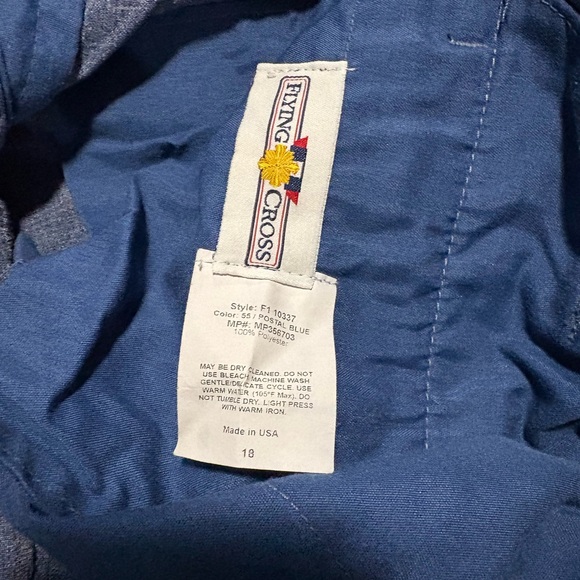 FLYING CROSS
Style: F1 10337
Color: 55 / POSTAL BLUE
MP#: MP356703
100% Polyester
MAY BE DRY CLEANED. DO NOT
USE BLEACH. MACHINE WASH
GENTLE/DELICATE CYCLE. USE
WARM WATER (105°F Max). DO
NOT TUMBLE DRY. LIGHT PRESS
WITH WARM IRON.
Made in USA
18